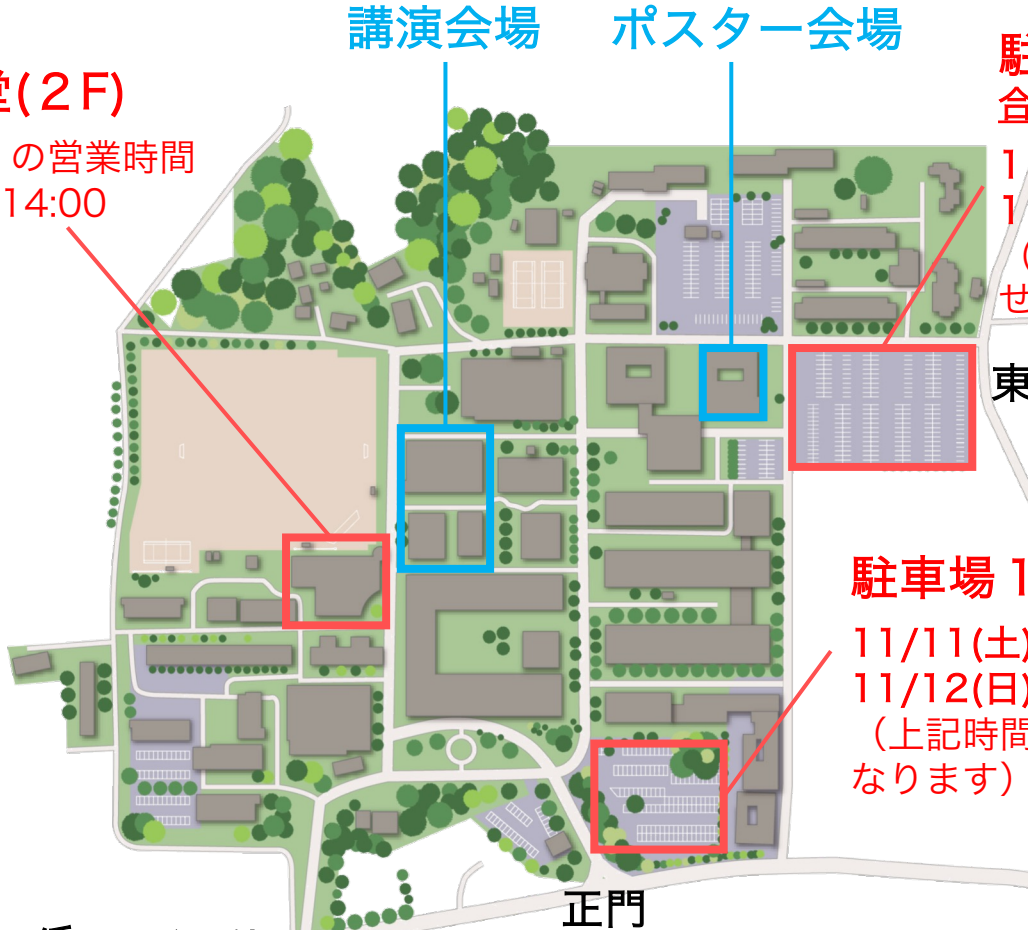 講演会場
ポスター会場
堂(２F)
の営業時間
14:00
駐
合
1
1
（
せ
東
駐車場１
11/11(土)
11/12(日)
（上記時間
なります）
正門